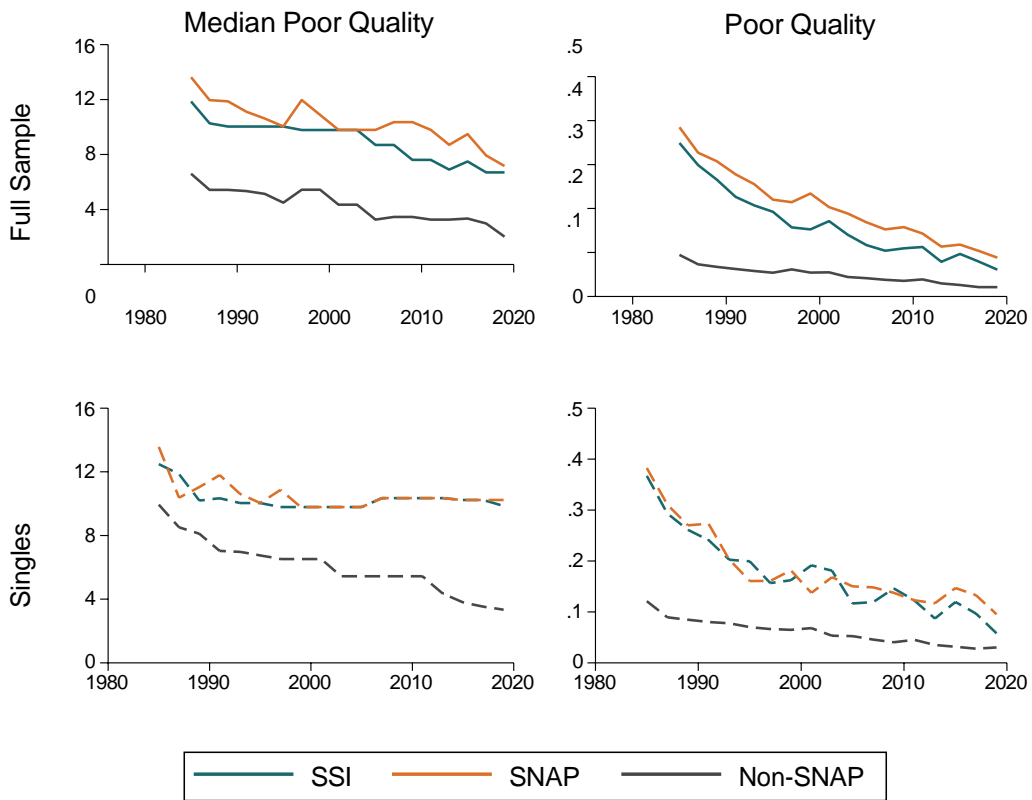 Median Poor Quality
Poor Quality
Full Sample
16
12
8
4
0
1980 1990 2000 2010 2020
.5
.4
.3
.2
.1
0
1980 1990 2000 2010 2020
Singles
16
12
8
4
0
1980 1990 2000 2010 2020
.5
.4
.3
.2
.1
0
1980 1990 2000 2010 2020
SSI SNAP Non-SNAP